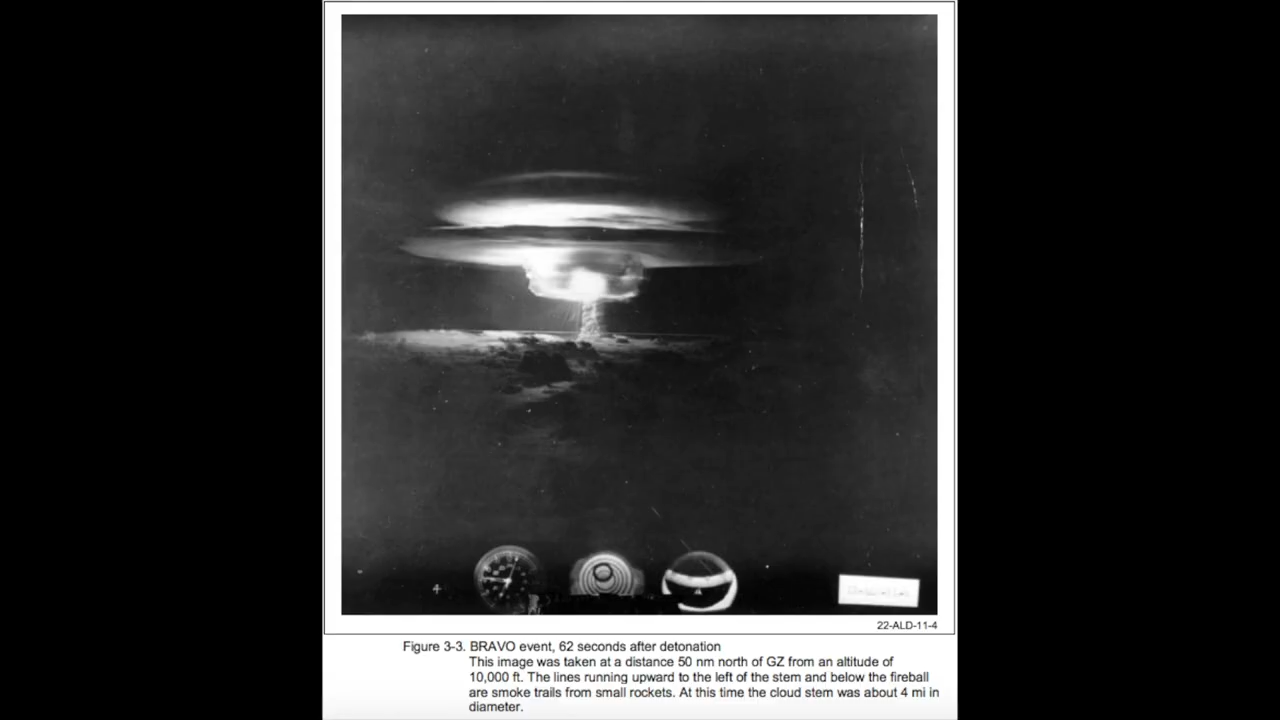 4
22-ALD-11-4
Figure 3-3. BRAVO event, 62 seconds after detonation
This image was taken at a distance 50 nm north of GZ from an altitude of
10,000 ft. The lines running upward to the left of the stem and below the fireball
are smoke trails from small rockets. At this time the cloud stem was about 4 mi in
diameter.